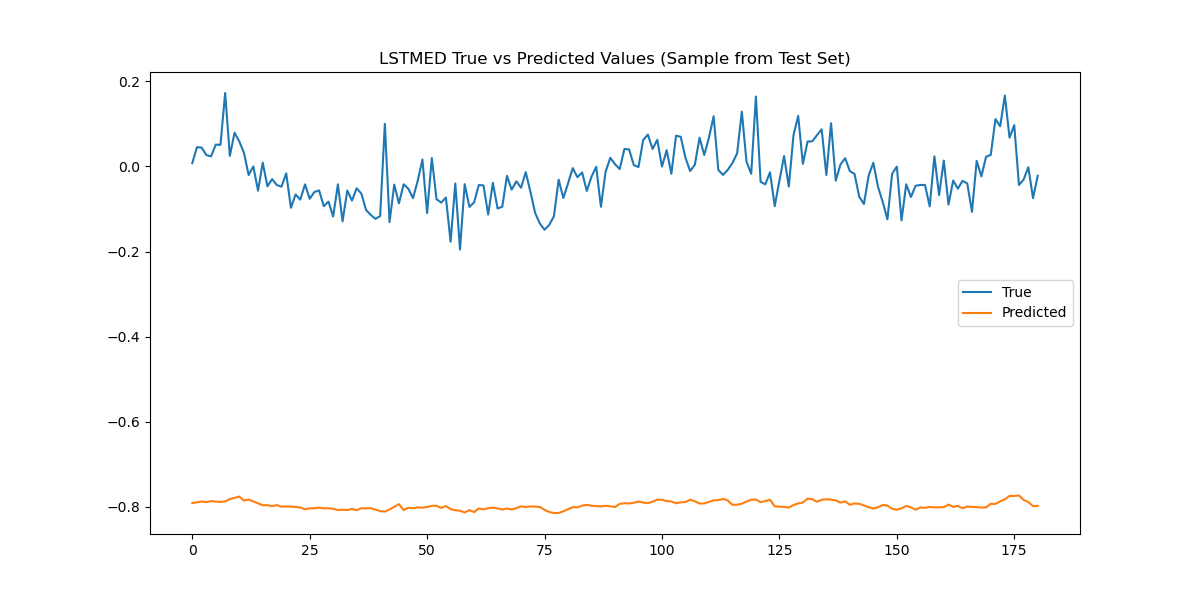 LSTMED True vs Predicted Values (Sample from Test Set)
0.2
0.0
−0.2
−0.4
−0.6
−0.8
True
Predicted
0 25 50 75 100 125 150 175